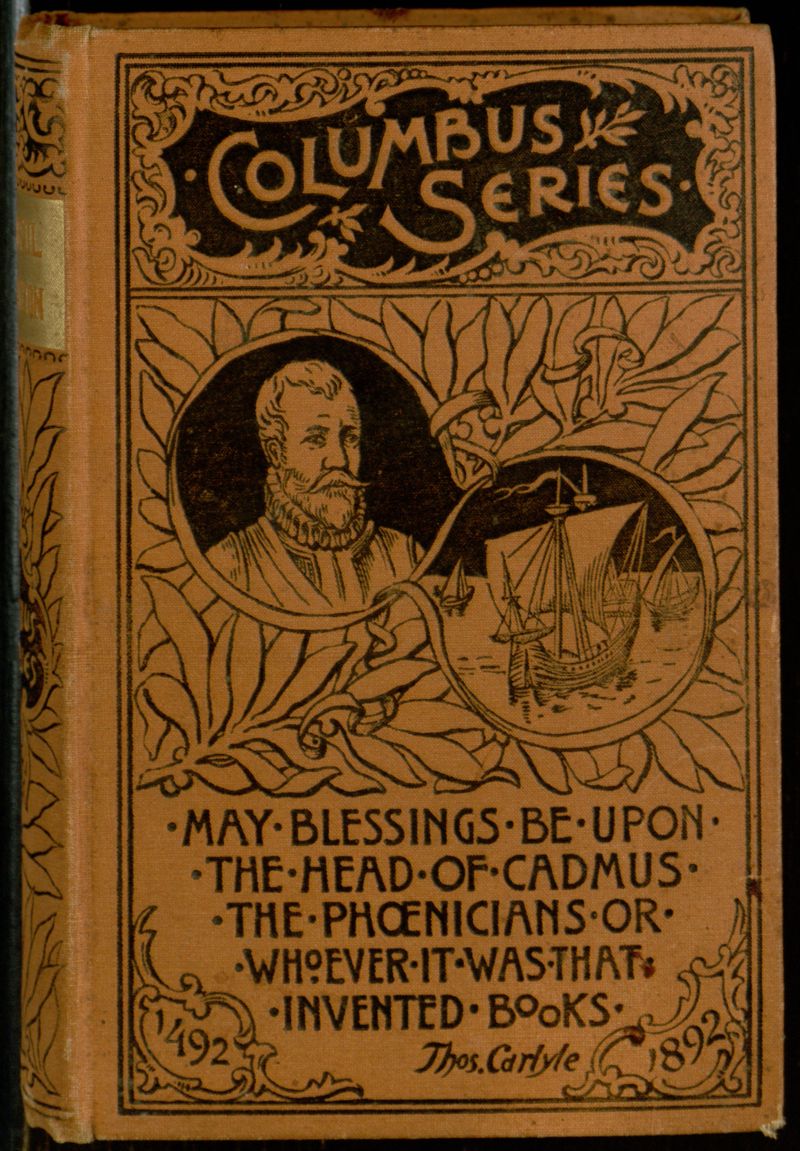 ·COLUMBUS
SERIES·
·MAY·BLESSINGS·BE·UPON·
·THE·HEAD·OF·CADMUS·
·THE·PHŒNICIANS·OR·
·WHOEVER·IT·WAS·THAT·
·INVENTED·BOOKS·
Thos. Carlyle
1492
1892